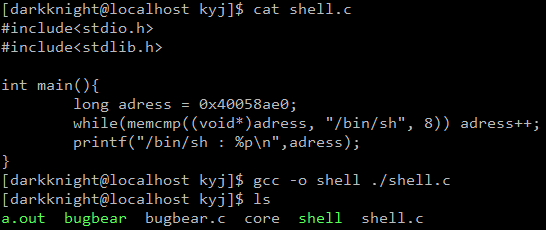 [darkknight@localhost kyj]$ cat shell.c
#include<stdio.h>
#include<stdlib.h>

int main(){
        long adress = 0x40058ae0;
        while(memcmp((void*)adress, "/bin/sh", 8)) adress++;
        printf("/bin/sh : %p\n",adress);
}
[darkknight@localhost kyj]$ gcc -o shell ./shell.c
[darkknight@localhost kyj]$ ls
a.out  bugbear  bugbear.c  core  shell  shell.c